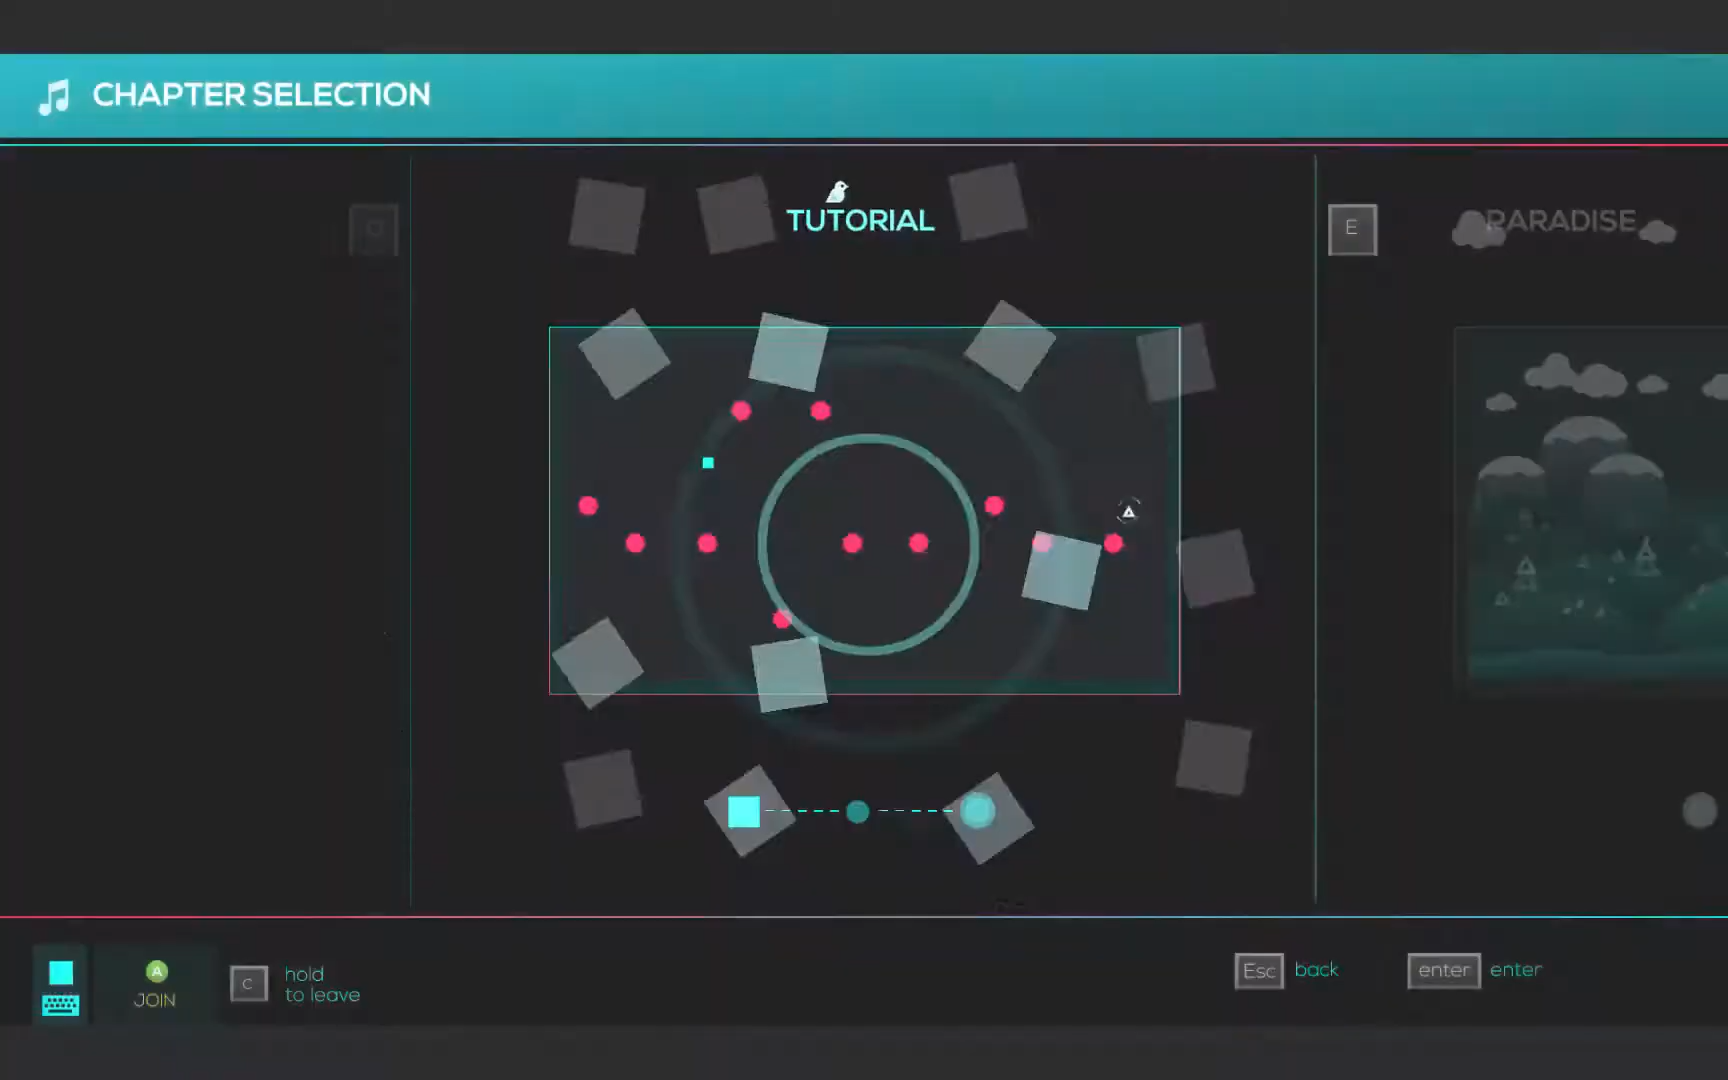 CHAPTER SELECTION
TUTORIAL
E
PARADISE
A
JOIN
C
hold
to leave
Esc
back
enter
enter